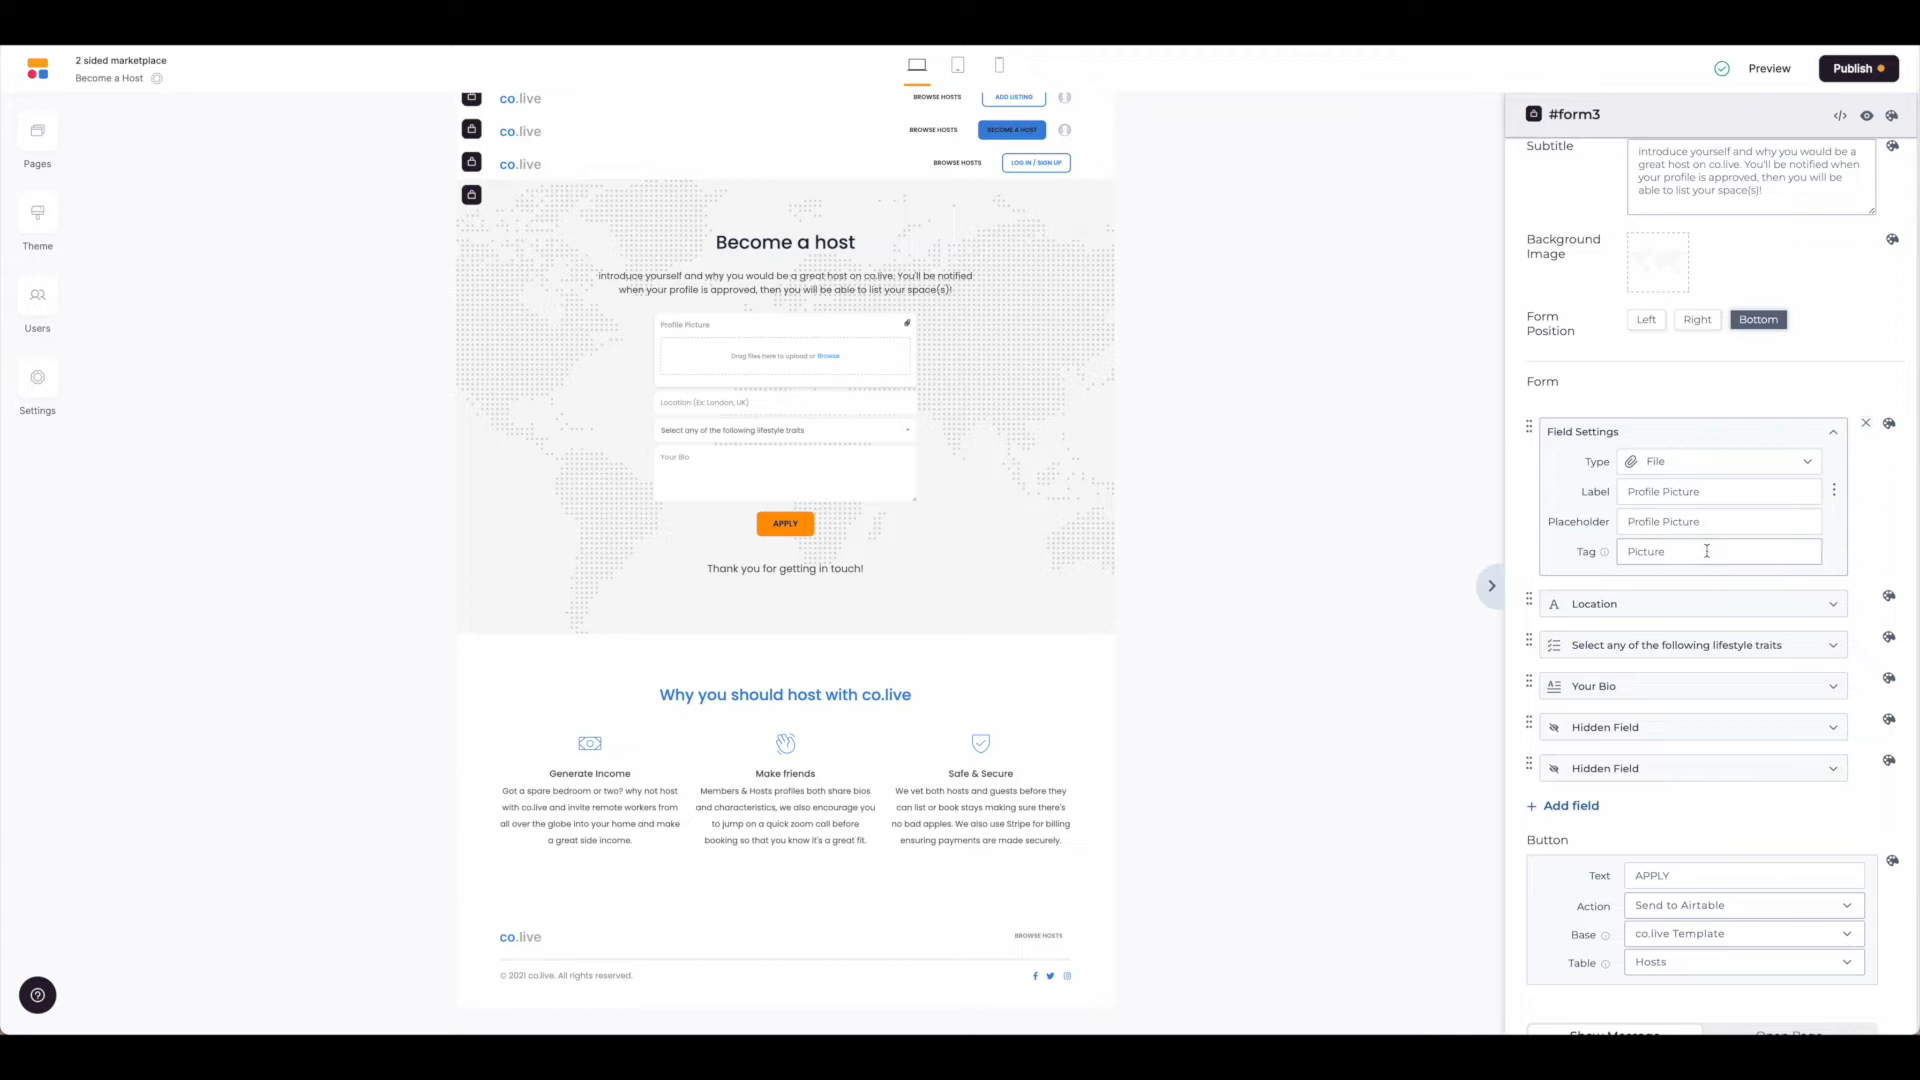 2 sided marketplace
Become a Host
Preview
Publish
Pages
Theme
Users
Settings
co.live
BROWSE HOSTS
ADD LISTING
co.live
BROWSE HOSTS
BECOME A HOST
co.live
BROWSE HOSTS
LOG IN / SIGN UP
Become a host
introduce yourself and why you would be a great host on co.live. You'll be notified
when your profile is approved, then you will be able to list your space(s)!
Profile Picture
Drag files here to upload or Browse
Location (Ex: London, UK)
Select any of the following lifestyle traits
Your Bio
APPLY
Thank you for getting in touch!
Why you should host with co.live
Generate Income
Got a spare bedroom or two? why not host
with co.live and invite remote workers from
all over the globe into your home and make
a great side income.
Make friends
Members & Hosts profiles both share bios
and characteristics, we also encourage you
to jump on a quick zoom call before
booking so that you know it's a great fit.
Safe & Secure
We vet both hosts and guests before they
can list or book stays making sure there's
no bad apples. We also use Stripe for billing
ensuring payments are made securely.
co.live
BROWSE HOSTS
© 2021 co.live. All rights reserved.
#form3
Subtitle
introduce yourself and why you would be a
great host on co.live. You'll be notified when
your profile is approved, then you will be
able to list your space(s)!
Background
Image
Form
Position
Left
Right
Bottom
Form
Field Settings
Type
File
Label
Profile Picture
Placeholder
Profile Picture
Tag
Picture
Location
Select any of the following lifestyle traits
Your Bio
Hidden Field
Hidden Field
+ Add field
Button
Text
APPLY
Action
Send to Airtable
Base
co.live Template
Table
Hosts
Show Message
Open Page